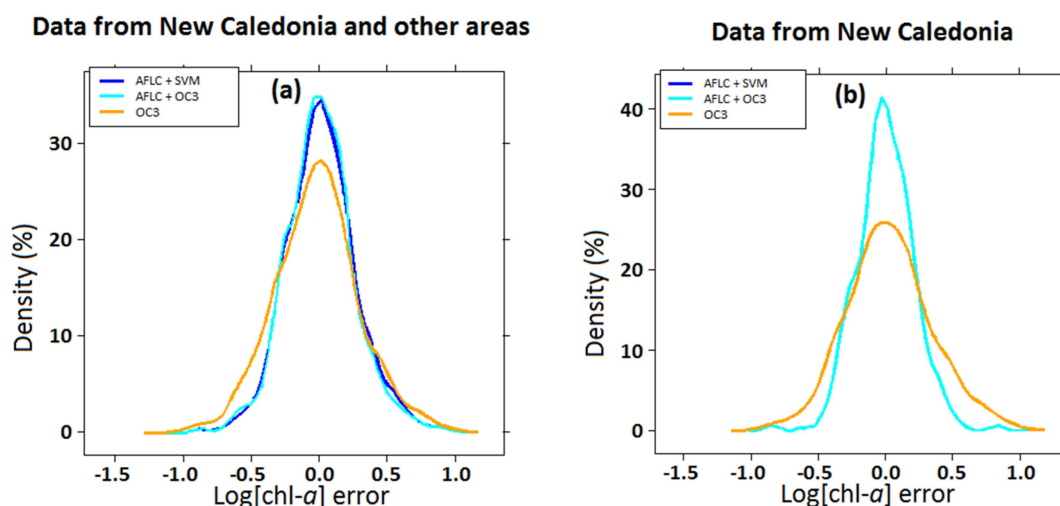 Data from New Caledonia and other areas
AFLC + SVM
AFLC + OC3
OC3
(a)
30
20
10
0
Density (%)
-1.5
-1.0
-0.5
0.0
0.5
1.0
Log[chl-a] error
Data from New Caledonia
AFLC + SVM
AFLC + OC3
OC3
(b)
40
30
20
10
0
Density (%)
-1.5
-1.0
-0.5
0.0
0.5
1.0
Log[chl-a] error